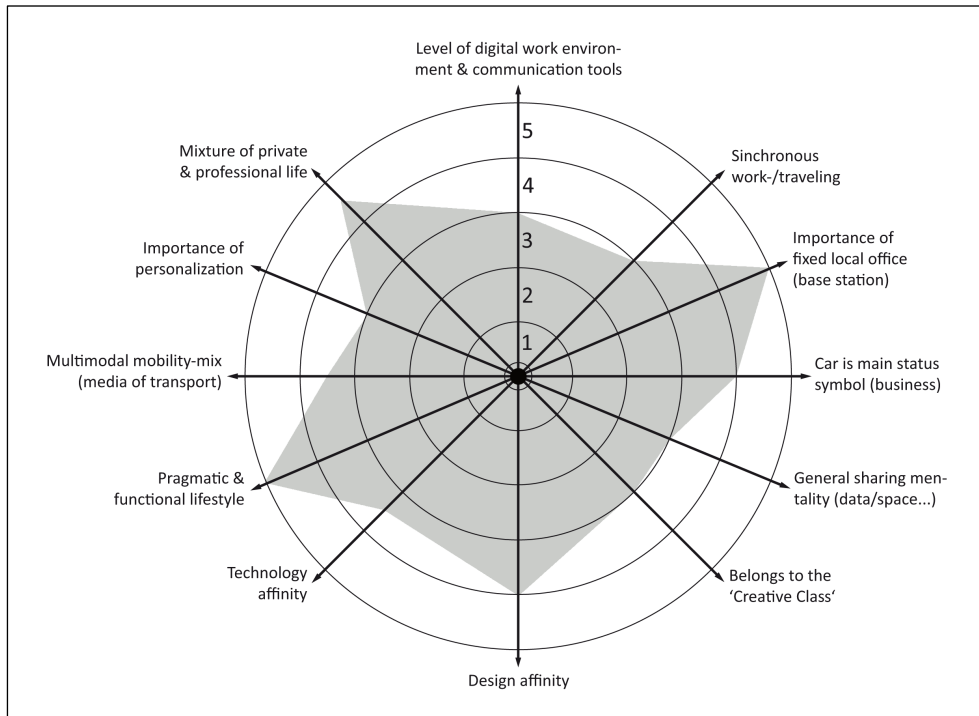 Level of digital work environ-
ment & communication tools
5
4
3
2
1
Sinchronous
work-/traveling
Importance of
fixed local office
(base station)
Car is main status
symbol (business)
General sharing men-
tality (data/space...)
Belongs to the
‘Creative Class‘
Design affinity
Technology
affinity
Pragmatic &
functional lifestyle
Multimodal mobility-mix
(media of transport)
Importance of
personalization
Mixture of private
& professional life